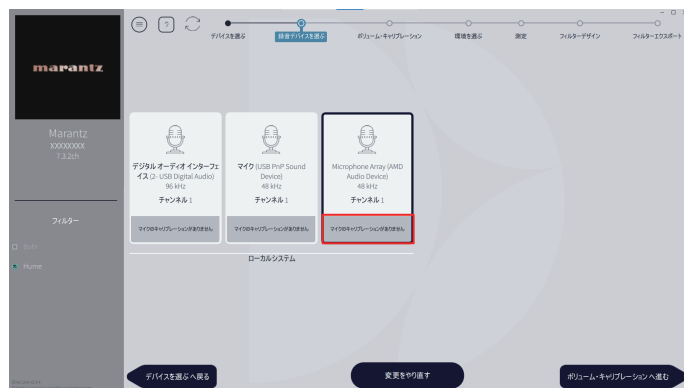 デバイスを選ぶ
録音デバイスを選ぶ
ボリューム・キャリブレーション
環境を選ぶ
測定
フィルターデザイン
フィルターエクスポート
marantz
Marantz
XXXXXXXX
7.3.2ch
フィルター
Hume
デジタル オーディオ インターフェ
イス (2- USB Digital Audio)
96 kHz
チャンネル 1
マイクのキャリブレーションがありません
マイク (USB PnP Sound
Device)
48 kHz
チャンネル 1
マイクのキャリブレーションがありません
Microphone Array (AMD
Audio Device)
48 kHz
チャンネル 1
マイクのキャリブレーションがありません
ローカルシステム
デバイスを選ぶ へ戻る
変更をやり直す
ボリューム・キャリブレーション へ進む